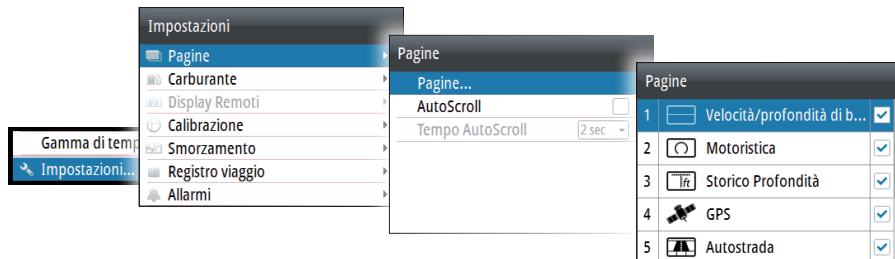 Gamma di temp
Impostazioni...
Impostazioni
Pagine
Carburante
Display Remoti
Calibrazione
Smorzamento
Registro viaggio
Allarmi
Pagine
Pagine...
AutoScroll
Tempo AutoScroll 2 sec
Pagine
1 Velocità/profondità di b...
2 Motoristica
3 ft Storico Profondità
4 GPS
5 Autostrada